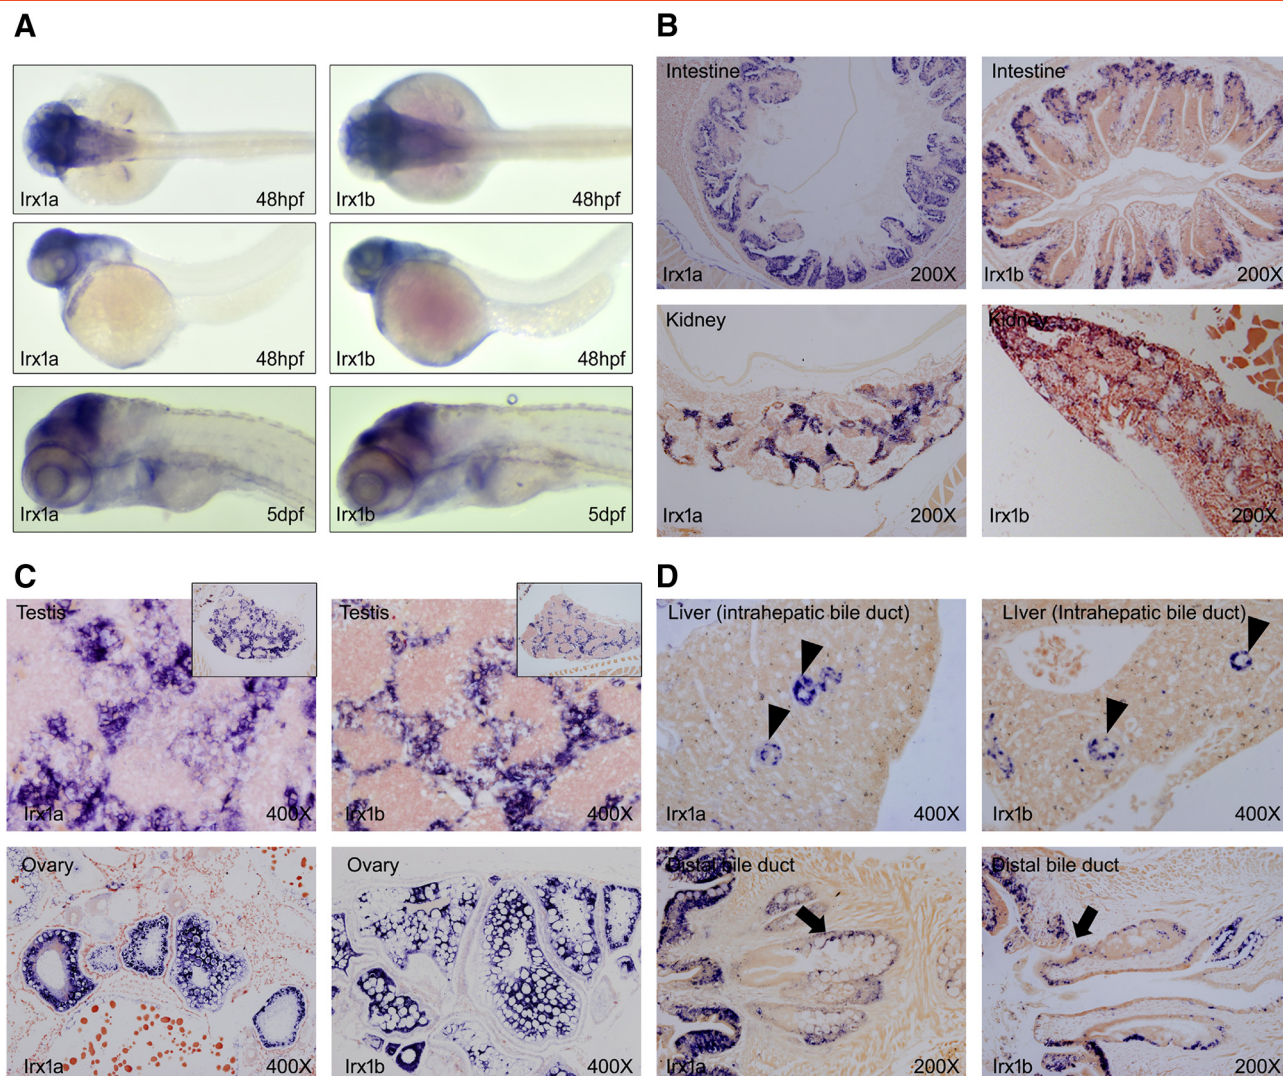 A
Irx1a 48hpf
Irx1b 48hpf
Irx1a 48hpf
Irx1b 48hpf
Irx1a 5dpf
Irx1b 5dpf
B
Intestine
Irx1a 200X
Intestine
Irx1b 200X
Kidney
Irx1a 200X
Kidney
Irx1b 200X
C
Testis
Irx1a 400X
Testis
Irx1b 400X
Ovary
Irx1a 400X
Ovary
Irx1b 400X
D
Liver (intrahepatic bile duct)
Irx1a 400X
LIver (Intrahepatic bile duct)
Irx1b 400X
Distal bile duct
Irx1a 200X
Distal bile duct
Irx1b 200X